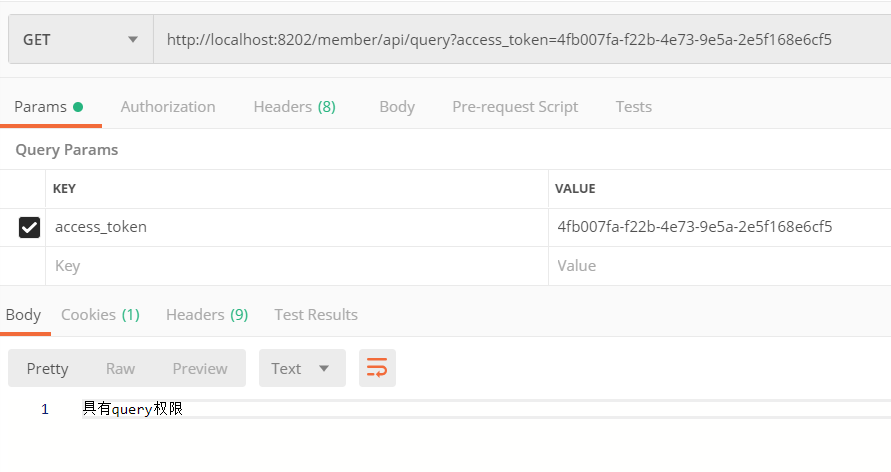 GET http://localhost:8202/member/api/query?access_token=4fb007fa-f22b-4e73-9e5a-2e5f168e6cf5
Params Authorization Headers (8) Body Pre-request Script Tests
Query Params
KEY VALUE
access_token 4fb007fa-f22b-4e73-9e5a-2e5f168e6cf5
Key Value
Body Cookies (1) Headers (9) Test Results
Pretty Raw Preview Text
1 具有query权限